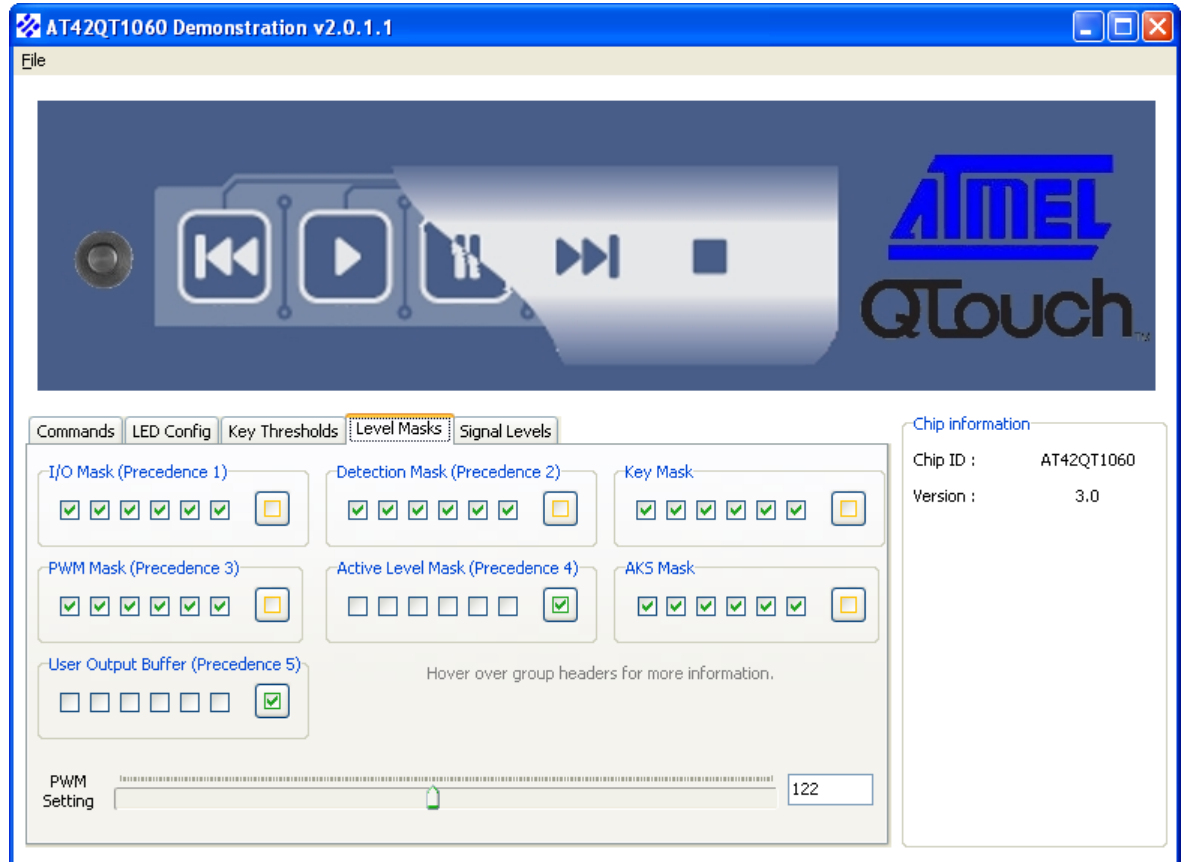 AT42QT1060 Demonstration v2.0.1.1
File
ATMEL
QTouch™
Commands LED Config Key Thresholds Level Masks Signal Levels
I/O Mask (Precedence 1) Detection Mask (Precedence 2) Key Mask
PWM Mask (Precedence 3) Active Level Mask (Precedence 4) AKS Mask
User Output Buffer (Precedence 5)
Hover over group headers for more information.
PWM
Setting
122
Chip information
Chip ID : AT42QT1060
Version : 3.0